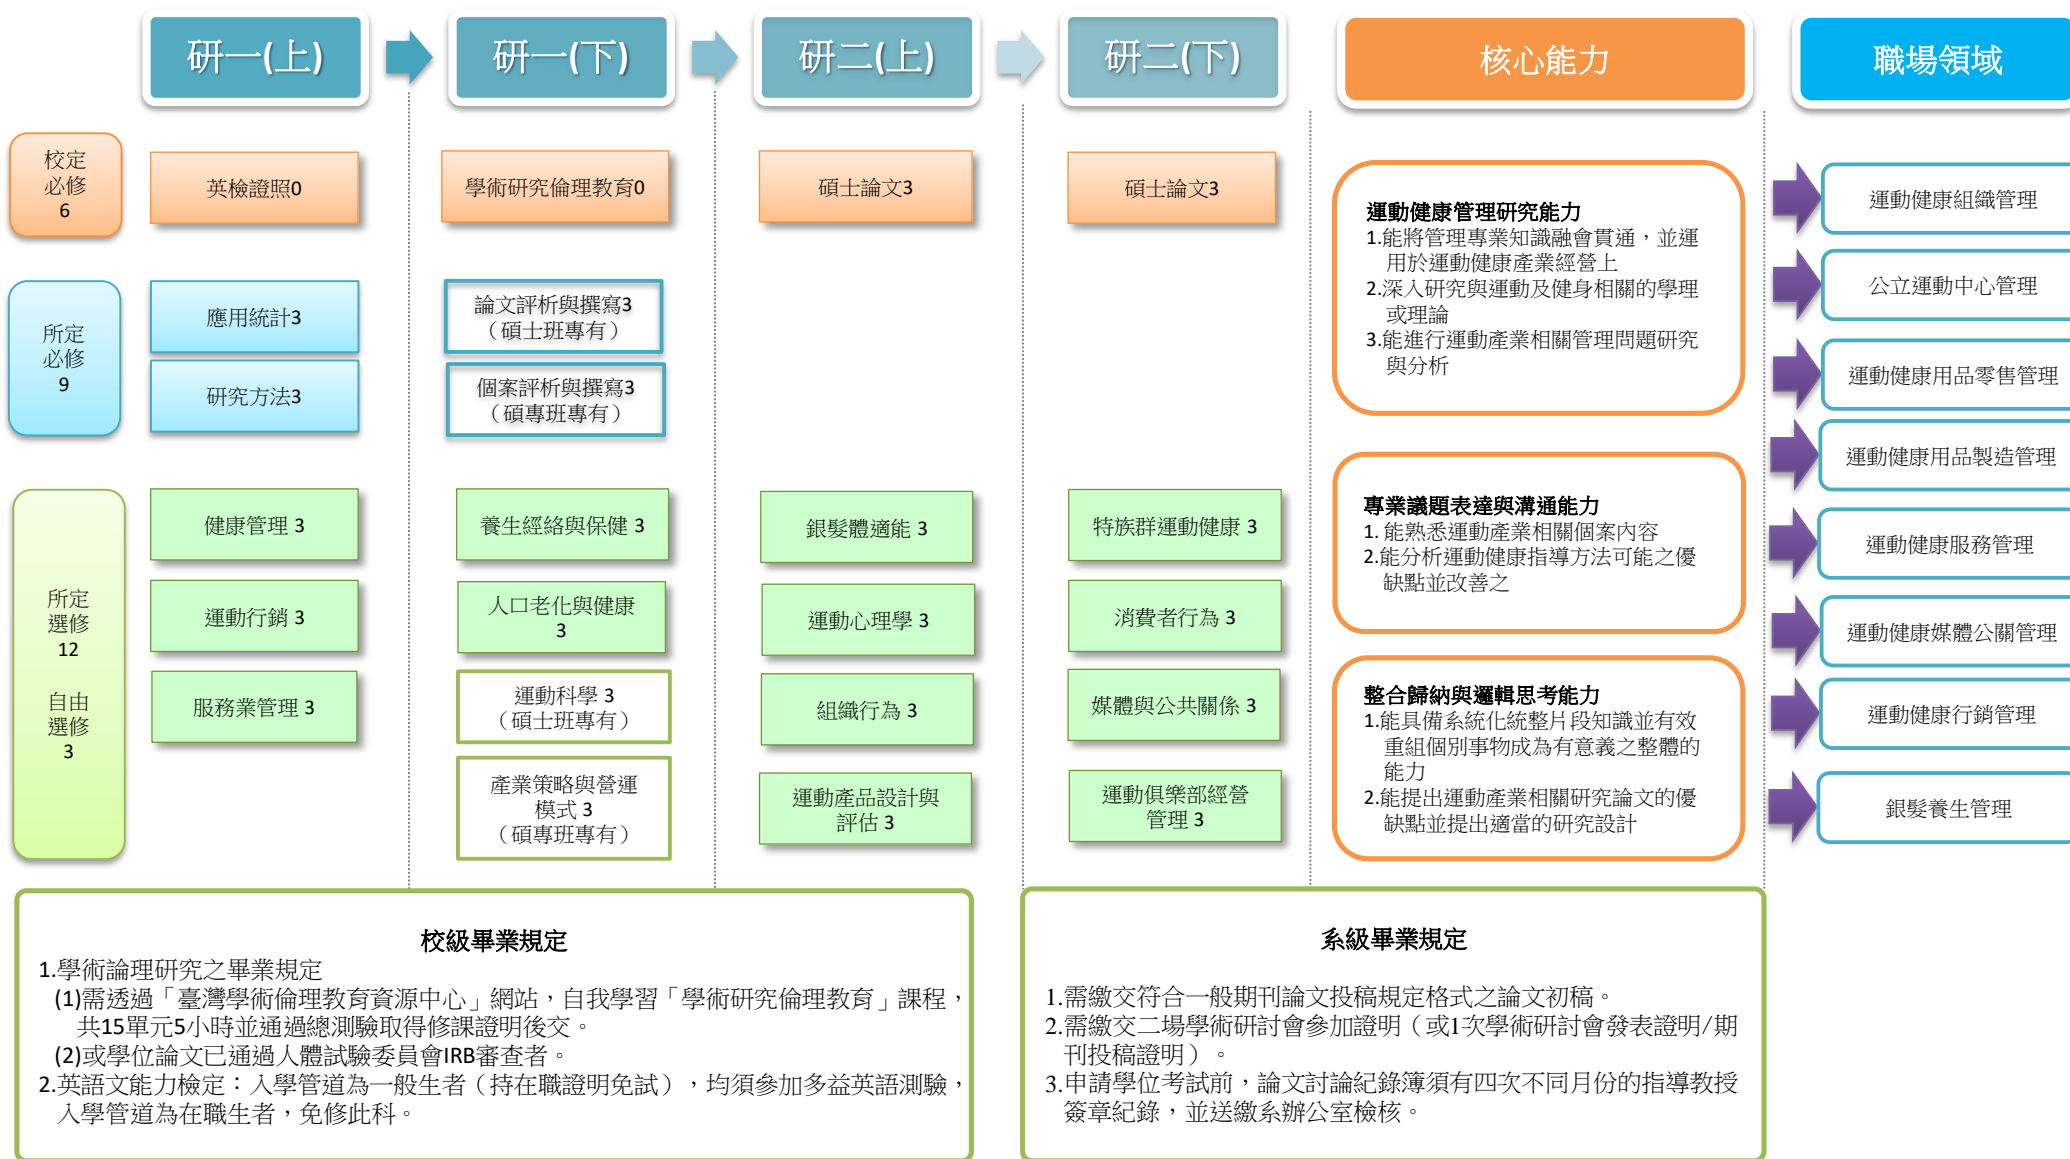 研一(上)
研一(下)
研二(上)
研二(下)
核心能力
職場領域
校定
必修
6
英檢證照0
學術研究倫理教育0
碩士論文3
碩士論文3
所定
必修
9
應用統計3
研究方法3
論文評析與撰寫3
（碩士班專有）
個案評析與撰寫3
（碩專班專有）
所定
選修
12
自由
選修
3
健康管理 3
養生經絡與保健 3
銀髮體適能 3
特族群運動健康 3
運動行銷 3
人口老化與健康
3
運動心理學 3
消費者行為 3
服務業管理 3
運動科學 3
（碩士班專有）
組織行為 3
媒體與公共關係 3
產業策略與營運
模式 3
（碩專班專有）
運動產品設計與
評估 3
運動俱樂部經營
管理 3
運動健康管理研究能力
1.能將管理專業知識融會貫通，並運
用於運動健康產業經營上
2.深入研究與運動及健身相關的學理
或理論
3.能進行運動產業相關管理問題研究
與分析
專業議題表達與溝通能力
1. 能熟悉運動產業相關個案內容
2.能分析運動健康指導方法可能之優
缺點並改善之
整合歸納與邏輯思考能力
1.能具備系統化統整片段知識並有效
重組個別事物成為有意義之整體的
能力
2.能提出運動產業相關研究論文的優
缺點並提出適當的研究設計
運動健康組織管理
公立運動中心管理
運動健康用品零售管理
運動健康用品製造管理
運動健康服務管理
運動健康媒體公關管理
運動健康行銷管理
銀髮養生管理
校級畢業規定
1.學術論理研究之畢業規定
(1)需透過「臺灣學術倫理教育資源中心」網站，自我學習「學術研究倫理教育」課程，
共15單元5小時並通過總測驗取得修課證明後交。
(2)或學位論文已通過人體試驗委員會IRB審查者。
2.英語文能力檢定：入學管道為一般生者（持在職證明免試），均須參加多益英語測驗，
入學管道為在職生者，免修此科。
系級畢業規定
1.需繳交符合一般期刊論文投稿規定格式之論文初稿。
2.需繳交二場學術研討會參加證明（或1次學術研討會發表證明/期
刊投稿證明）。
3.申請學位考試前，論文討論紀錄簿須有四次不同月份的指導教授
簽章紀錄，並送繳系辦公室檢核。